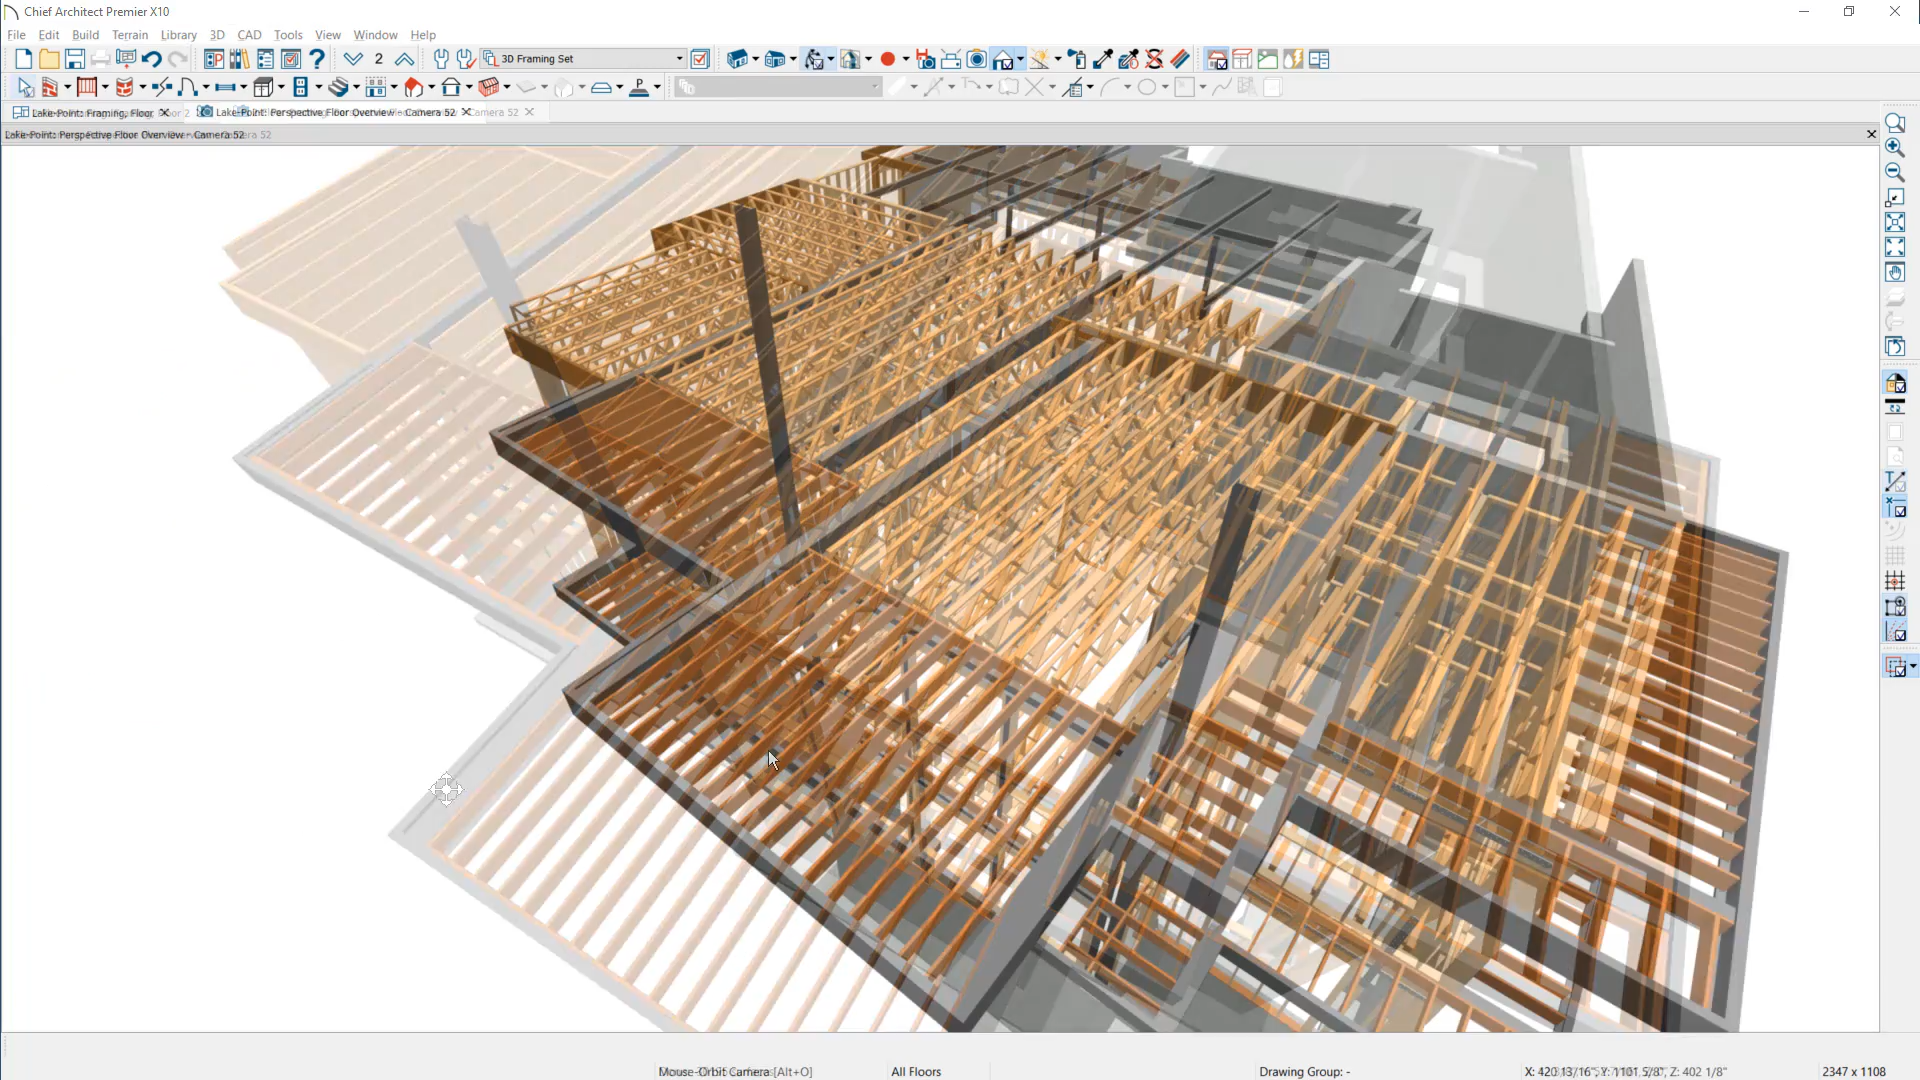 Chief Architect Premier X10
File Edit Build Terrain Library 3D CAD Tools View Window Help
2 3D Framing Set
Lake-Point: Framing, Floor Lake-Point: Perspective Floor Overview - Camera 52
Lake-Point: Perspective Floor Overview - Camera 52
Mouse-Orbit Camera [Alt+O] All Floors Drawing Group: - 2347 x 1108